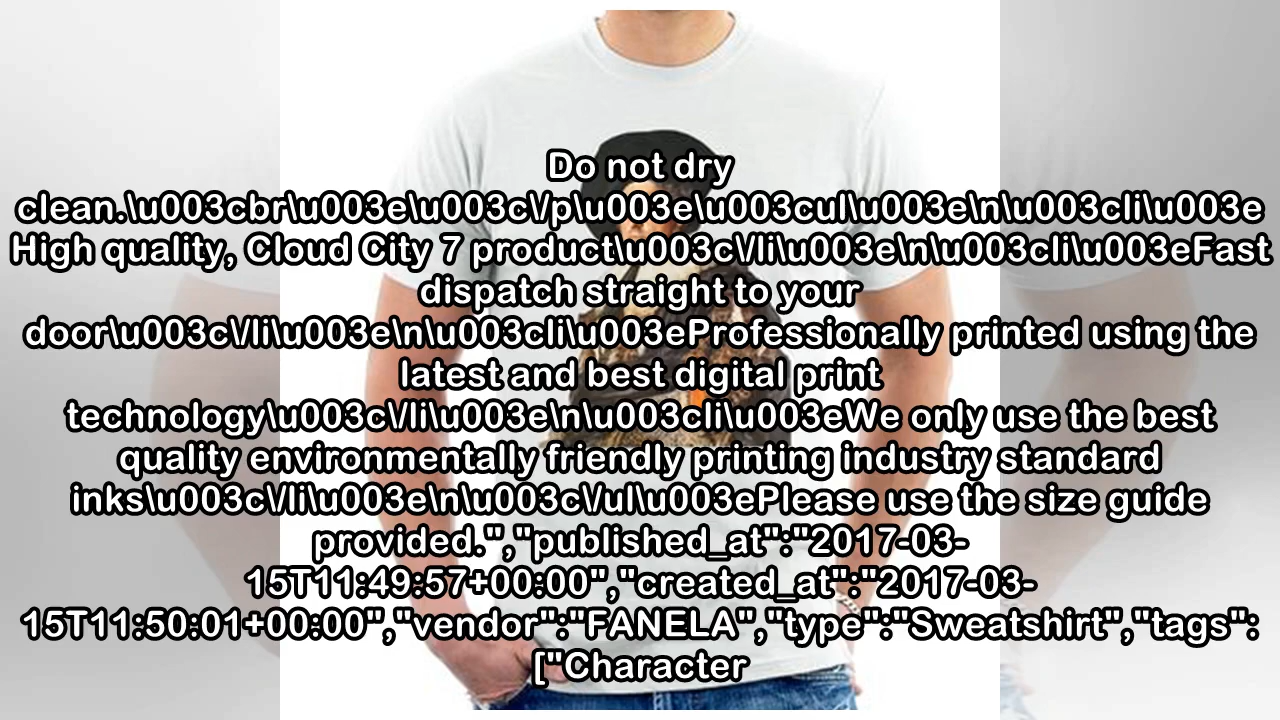 Do not dry
clean.\u003cbr\u003e\u003c\/p\u003e\u003cul\u003e\n\u003cli\u003e
High quality, Cloud City 7 product\u003c\/li\u003e\n\u003cli\u003eFast
dispatch straight to your
door\u003c\/li\u003e\n\u003cli\u003eProfessionally printed using the
latest and best digital print
technology\u003c\/li\u003e\n\u003cli\u003eWe only use the best
quality environmentally friendly printing industry standard
inks\u003c\/li\u003e\n\u003c\/ul\u003ePlease use the size guide
provided.","published_at":"2017-03-
15T11:49:57+00:00","created_at":"2017-03-
15T11:50:01+00:00","vendor":"FANELA","type":"Sweatshirt","tags":
["Character